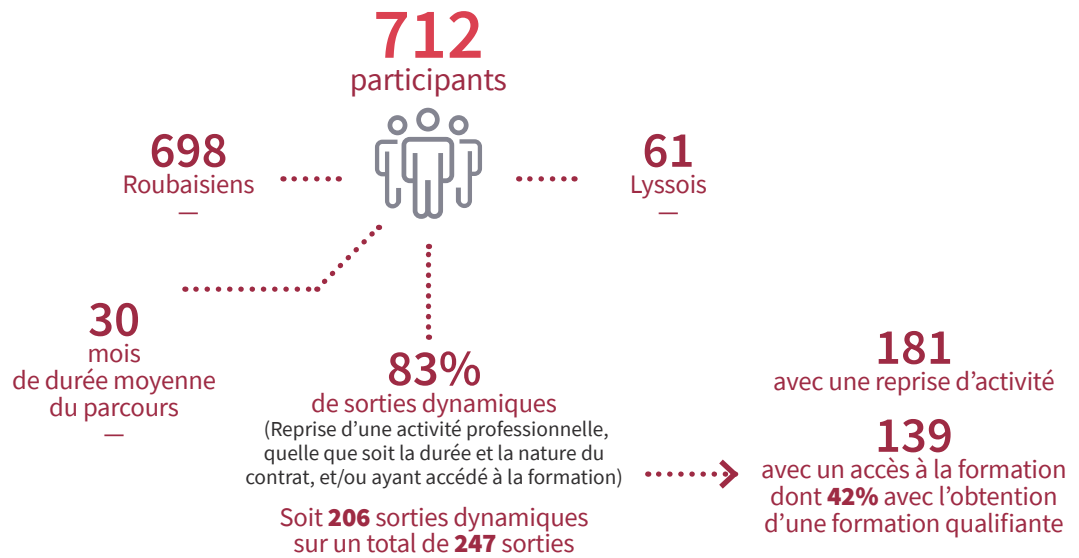 712
participants
698
Roubaisiens
—
61
Lyssois
—
30
mois
de durée moyenne
du parcours
—
83%
de sorties dynamiques
(Reprise d’une activité professionnelle,
quelle que soit la durée et la nature du
contrat, et/ou ayant accédé à la formation)
Soit 206 sorties dynamiques
sur un total de 247 sorties
181
avec une reprise d’activité
139
avec un accès à la formation
dont 42% avec l’obtention
d’une formation qualifiante